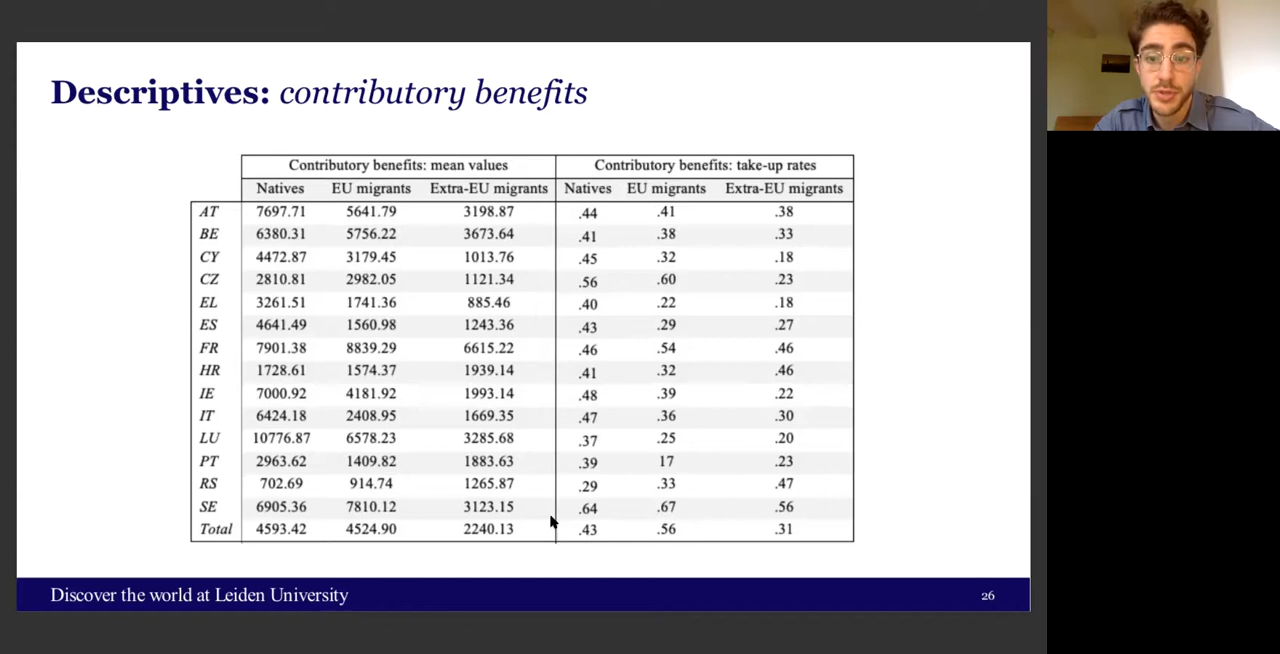 Descriptives: contributory benefits
Contributory benefits: mean values Contributory benefits: take-up rates
Natives EU migrants Extra-EU migrants Natives EU migrants Extra-EU migrants
AT 7697.71 5641.79 3198.87 .44 .41 .38
BE 6380.31 5756.22 3673.64 .41 .38 .33
CY 4472.87 3179.45 1013.76 .45 .32 .18
CZ 2810.81 2982.05 1121.34 .56 .60 .23
EL 3261.51 1741.36 885.46 .40 .22 .18
ES 4641.49 1560.98 1243.36 .43 .29 .27
FR 7901.38 8839.29 6615.22 .46 .54 .46
HR 1728.61 1574.37 1939.14 .41 .32 .46
IE 7000.92 4181.92 1993.14 .48 .39 .22
IT 6424.18 2408.95 1669.35 .47 .36 .30
LU 10776.87 6578.23 3285.68 .37 .25 .20
PT 2963.62 1409.82 1883.63 .39 17 .23
RS 702.69 914.74 1265.87 .29 .33 .47
SE 6905.36 7810.12 3123.15 .64 .67 .56
Total 4593.42 4524.90 2240.13 .43 .56 .31
Discover the world at Leiden University 26